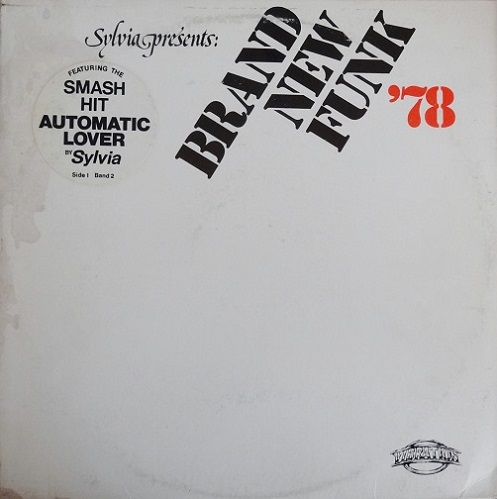 Sylvia presents:
BRAND
NEW
FUNK
'78
FEATURING THE
SMASH
HIT
AUTOMATIC
LOVER
BY Sylvia
Side I Band 2